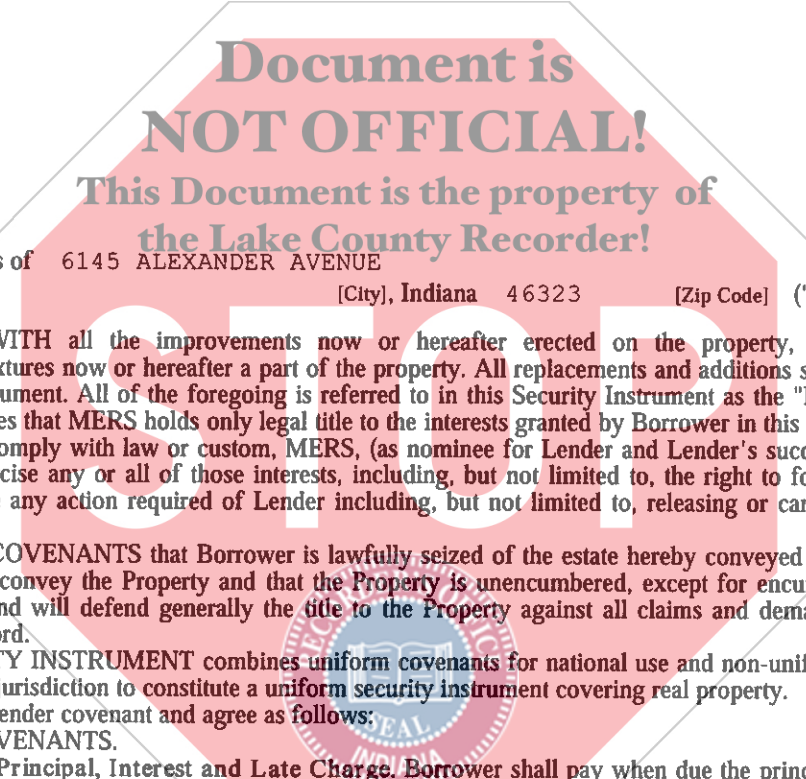 Document is
NOT OFFICIAL!
This Document is the property of
the Lake County Recorder!
s of 6145 ALEXANDER AVENUE
[City], Indiana 46323 [Zip Code] ("
WITH all the improvements now or hereafter erected on the property,
xtures now or hereafter a part of the property. All replacements and additions s
ument. All of the foregoing is referred to in this Security Instrument as the "
es that MERS holds only legal title to the interests granted by Borrower in this
omply with law or custom, MERS, (as nominee for Lender and Lender's succ
cise any or all of those interests, including, but not limited to, the right to fo
any action required of Lender including, but not limited to, releasing or can
STOP
COVENANTS that Borrower is lawfully seized of the estate hereby conveyed
convey the Property and that the Property is unencumbered, except for encu
nd will defend generally the title to the Property against all claims and dema
ord.
TY INSTRUMENT combines uniform covenants for national use and non-unif
jurisdiction to constitute a uniform security instrument covering real property.
ender covenant and agree as follows:
VENANTS.
SEAL
INDIANA
Principal, Interest and Late Charge. Borrower shall pay when due the princ